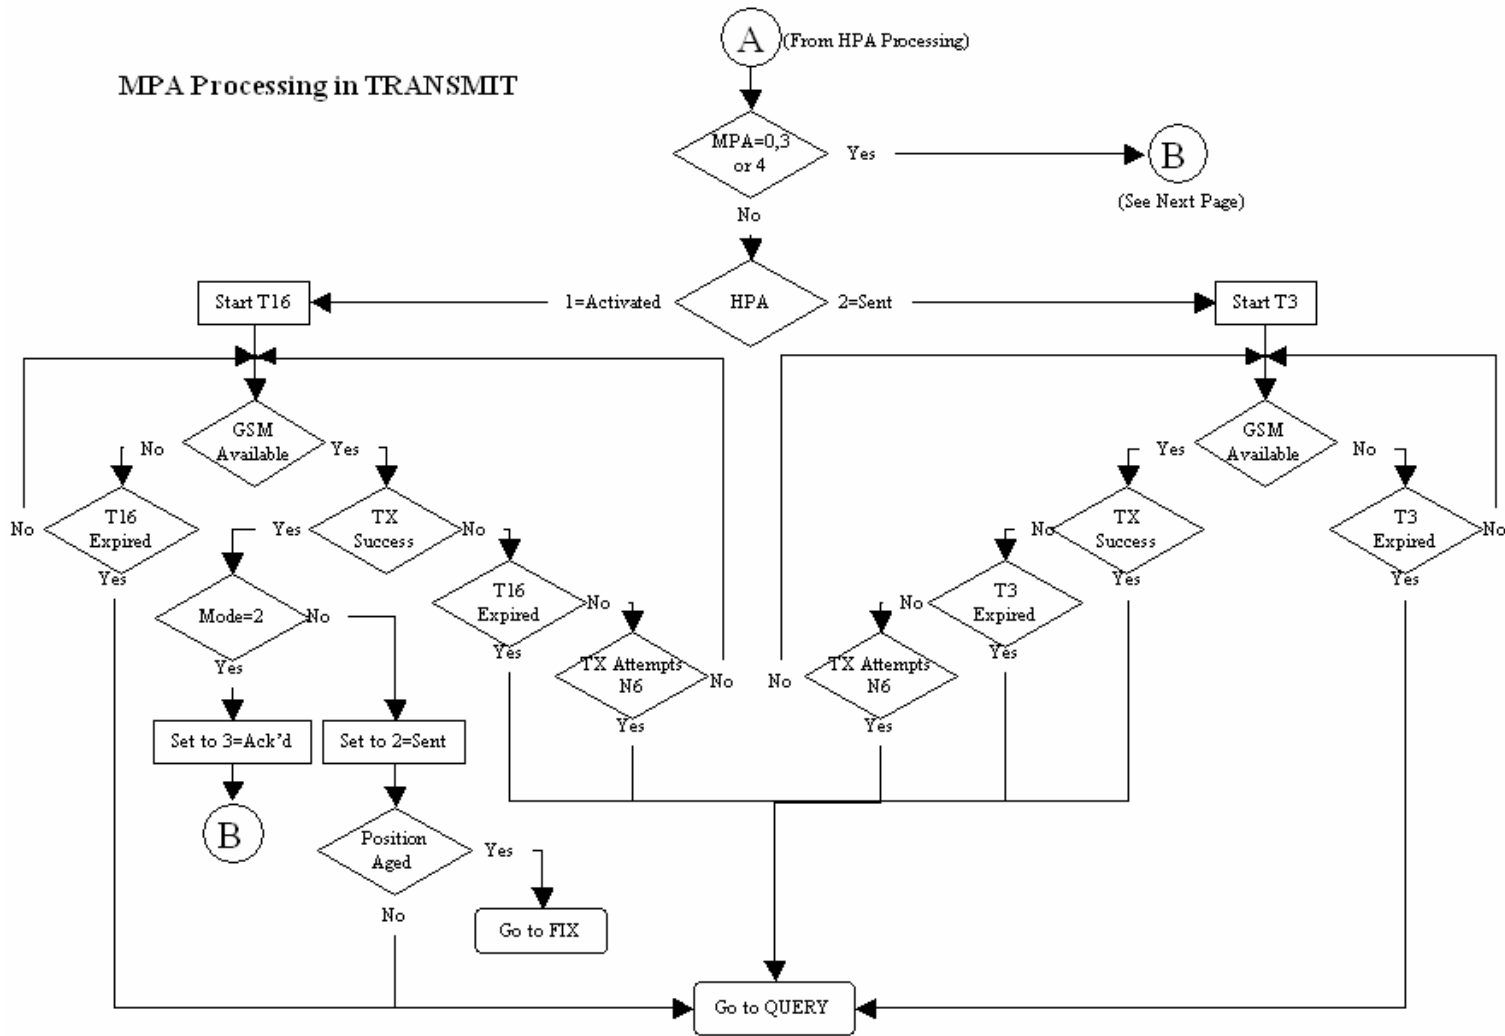 A
(From HPA Processing)
MPA Processing in TRANSMIT
MPA=0,3
or 4
Yes
B
(See Next Page)
No
Start T16
1=Activated
HPA
2=Sent
Start T3
GSM
Available
No
Yes
GSM
Available
Yes
No
No
T16
Expired
Yes
Yes
TX
Success
No
No
TX
Success
Yes
T3
Expired
No
Yes
Mode=2
No
Yes
T16
Expired
No
Yes
TX Attempts
N6
No
Yes
No
T3
Expired
Yes
No
TX Attempts
N6
Yes
Set to 3=Ack'd
Set to 2=Sent
B
Position
Aged
Yes
No
Go to FIX
Go to QUERY